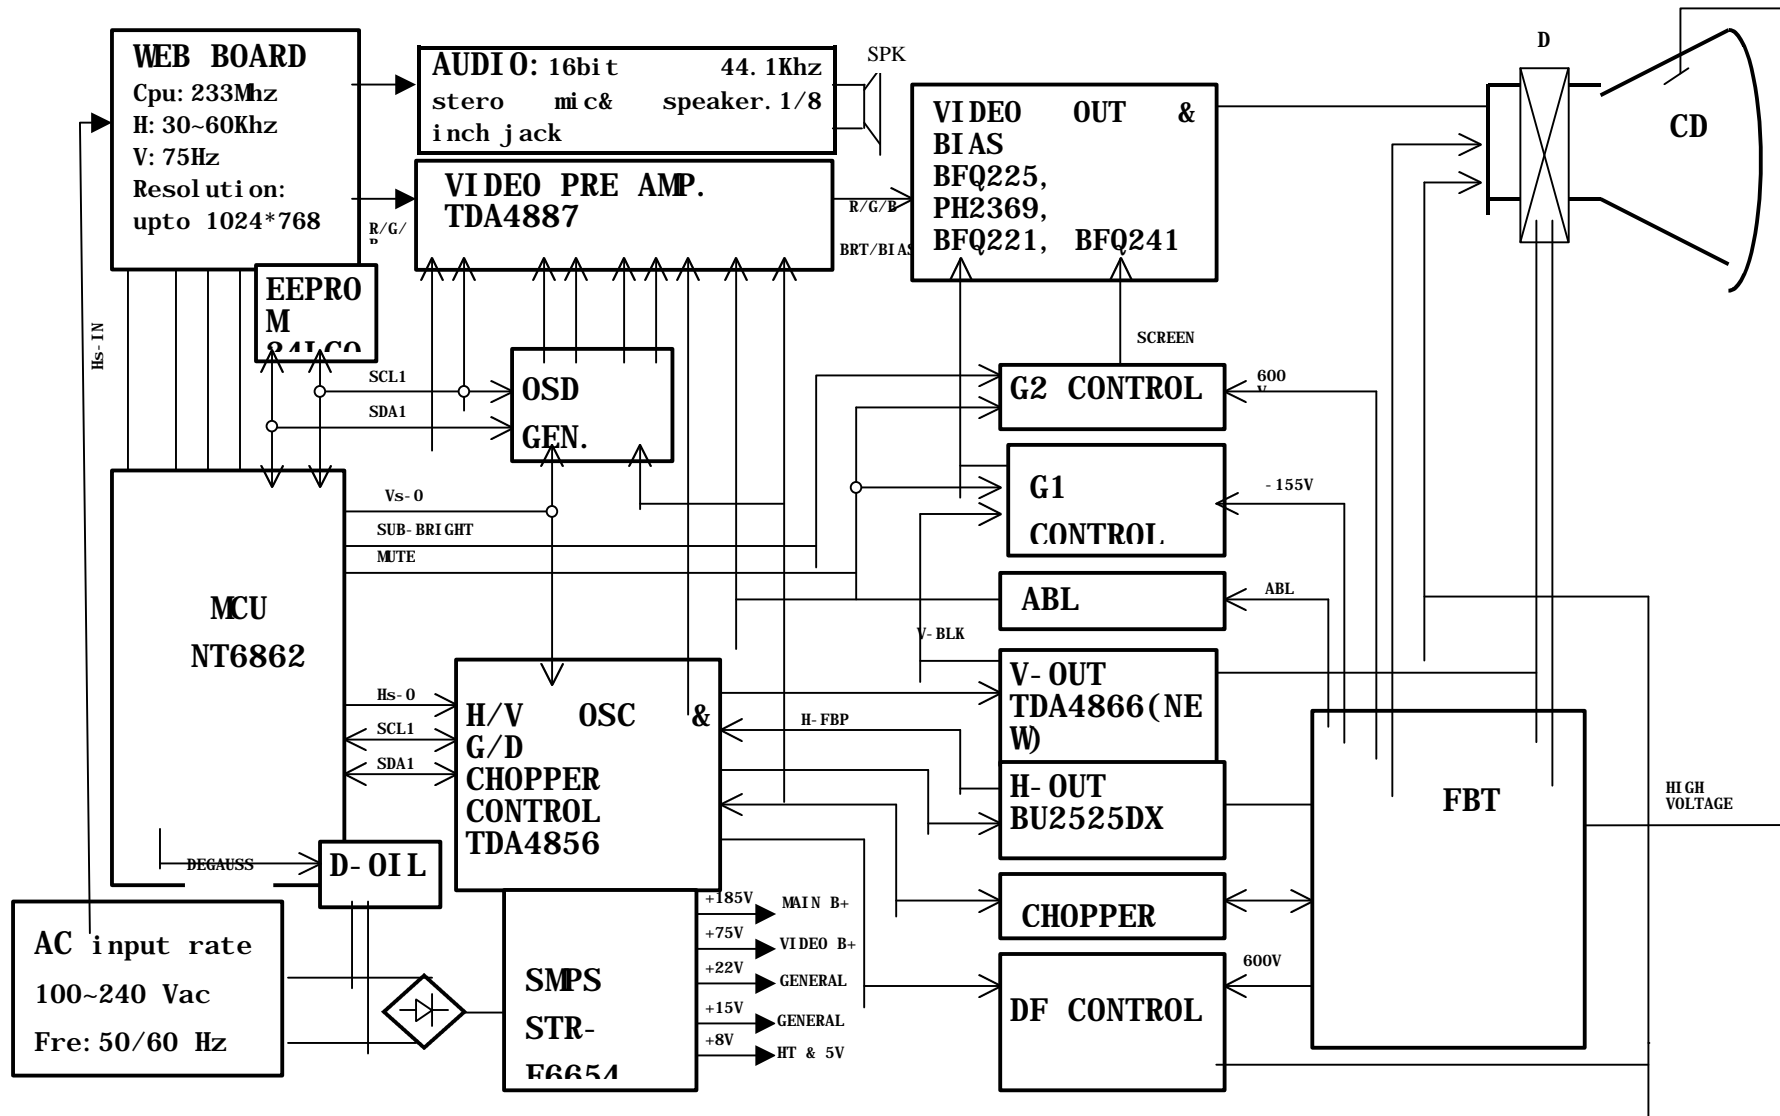 WEB BOARD
Cpu:233Mhz
H:30~60Khz
V:75Hz
Resolution:
upto 1024*768
AUDIO:16bit 44.1Khz
stero mic& speaker.1/8
inch jack
SPK
VIDEO PRE AMP.
TDA4887
R/G/
R/G/B
BRT/BIAS
VIDEO OUT &
BIAS
BFQ225,
PH2369,
BFQ221, BFQ241
D
CD
EEPRO
M
Hs-IN
SCL1
SDA1
OSD
GEN.
SCREEN
G2 CONTROL
600
V
G1
CONTROL
-155V
Vs-O
SUB-BRIGHT
MUTE
ABL
ABL
MCU
NT6862
V-BLK
V-OUT
TDA4866(NE
W)
Hs-O
SCL1
SDA1
H/V OSC &
G/D
CHOPPER
CONTROL
TDA4856
H-FBP
H-OUT
BU2525DX
FBT
HIGH
VOLTAGE
DEGAUSS
D-OIL
CHOPPER
DF CONTROL
600V
AC input rate
100~240 Vac
Fre:50/60 Hz
SMPS
STR-
F6654
+185V MAIN B+
+75V VIDEO B+
+22V GENERAL
+15V GENERAL
+8V HT & 5V